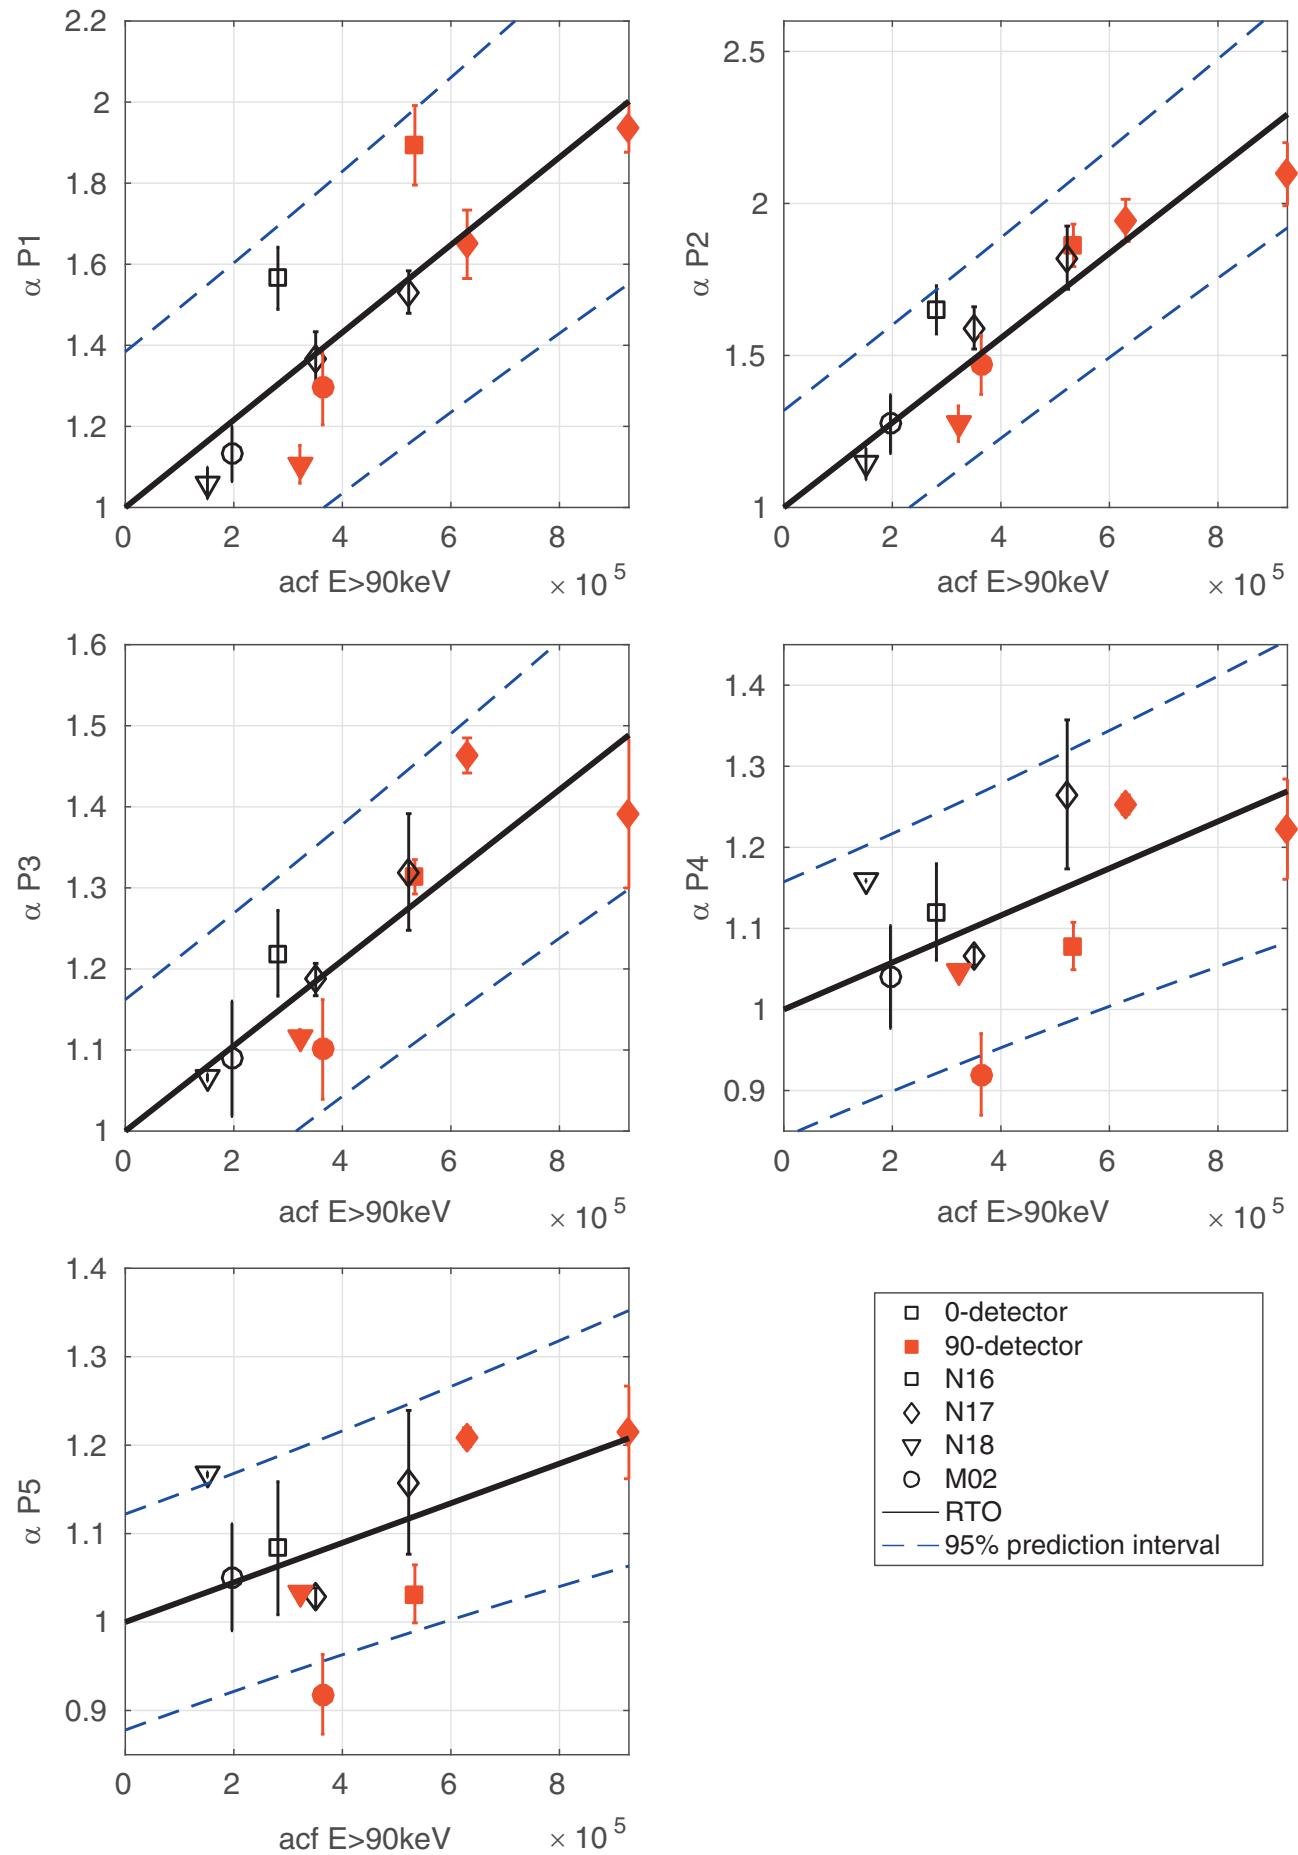 2.2
2
1.8
1.6
1.4
1.2
1
α P1
0 2 4 6 8
acf E>90keV × 10^5
2.5
2
1.5
1
α P2
0 2 4 6 8
acf E>90keV × 10^5
1.6
1.5
1.4
1.3
1.2
1.1
1
α P3
0 2 4 6 8
acf E>90keV × 10^5
1.4
1.3
1.2
1.1
1
0.9
α P4
0 2 4 6 8
acf E>90keV × 10^5
1.4
1.3
1.2
1.1
1
0.9
α P5
0 2 4 6 8
acf E>90keV × 10^5
0-detector
90-detector
N16
N17
N18
M02
RTO
95% prediction interval